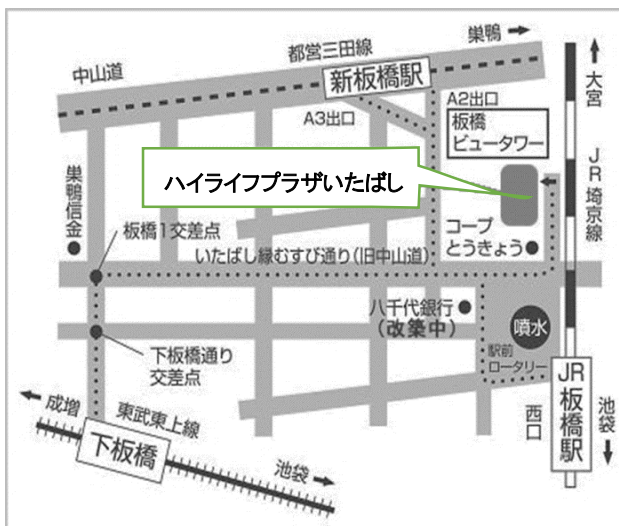 巣鴨
都営三田線
中山道
新板橋駅
大宮
A2出口
A3出口
板橋
ビュータワー
ハイライフプラザいたばし
JR埼京線
巣鴨信金
板橋1交差点
コープ
とうきょう
いたばし縁むすび通り(旧中山道)
八千代銀行
(改築中)
噴水
下板橋通り
交差点
駅前
ロータリー
JR板橋駅
西口
池袋
成増
東武東上線
下板橋
池袋